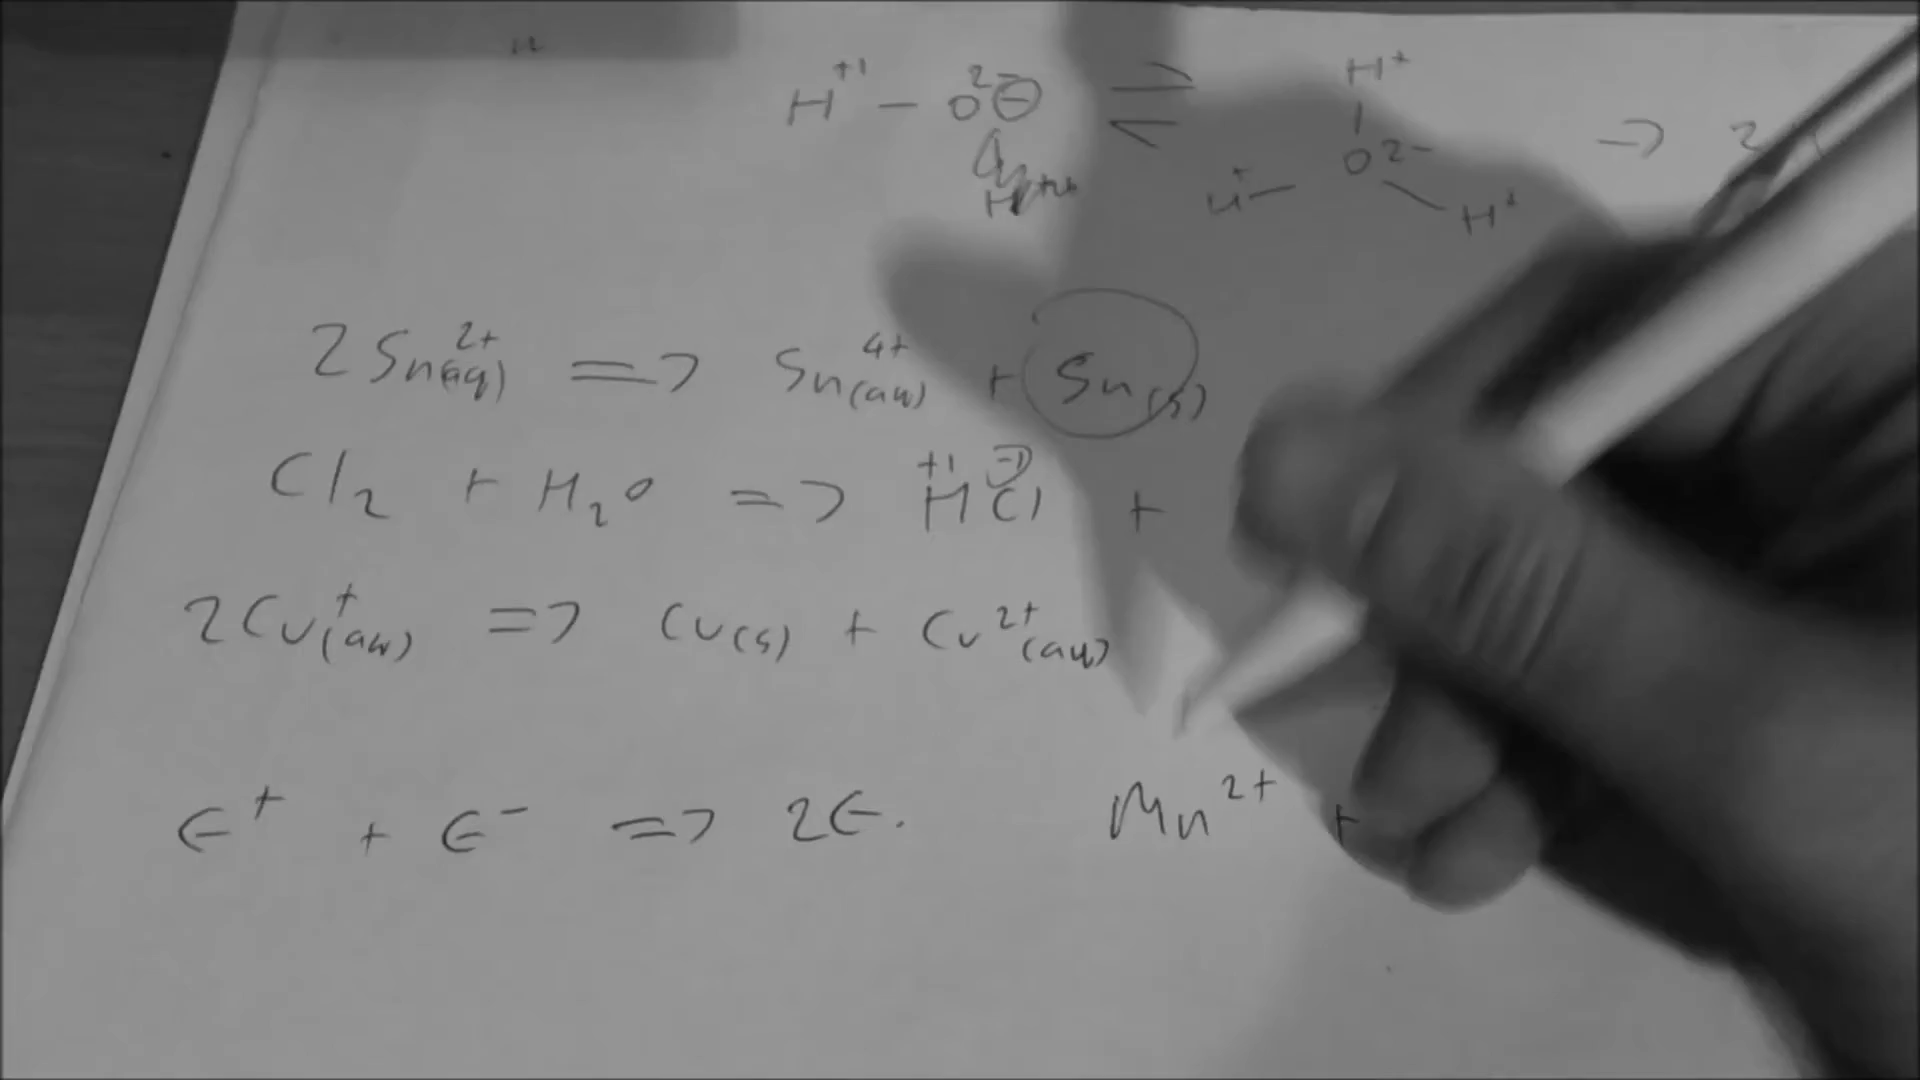 H⁺¹ — O²⊖ ⇌ H⁺ → 2
O²⁻
H⁺ H⁺
2Sn²⁺(aq) => Sn⁴⁺(aq) + Sn(s)
Cl₂ + H₂O => H⁺¹Cl⁻¹ +
2Cu⁺(aq) => Cu(s) + Cu²⁺(aq)
E⁺ + E⁻ => 2E. Mn²⁺ +